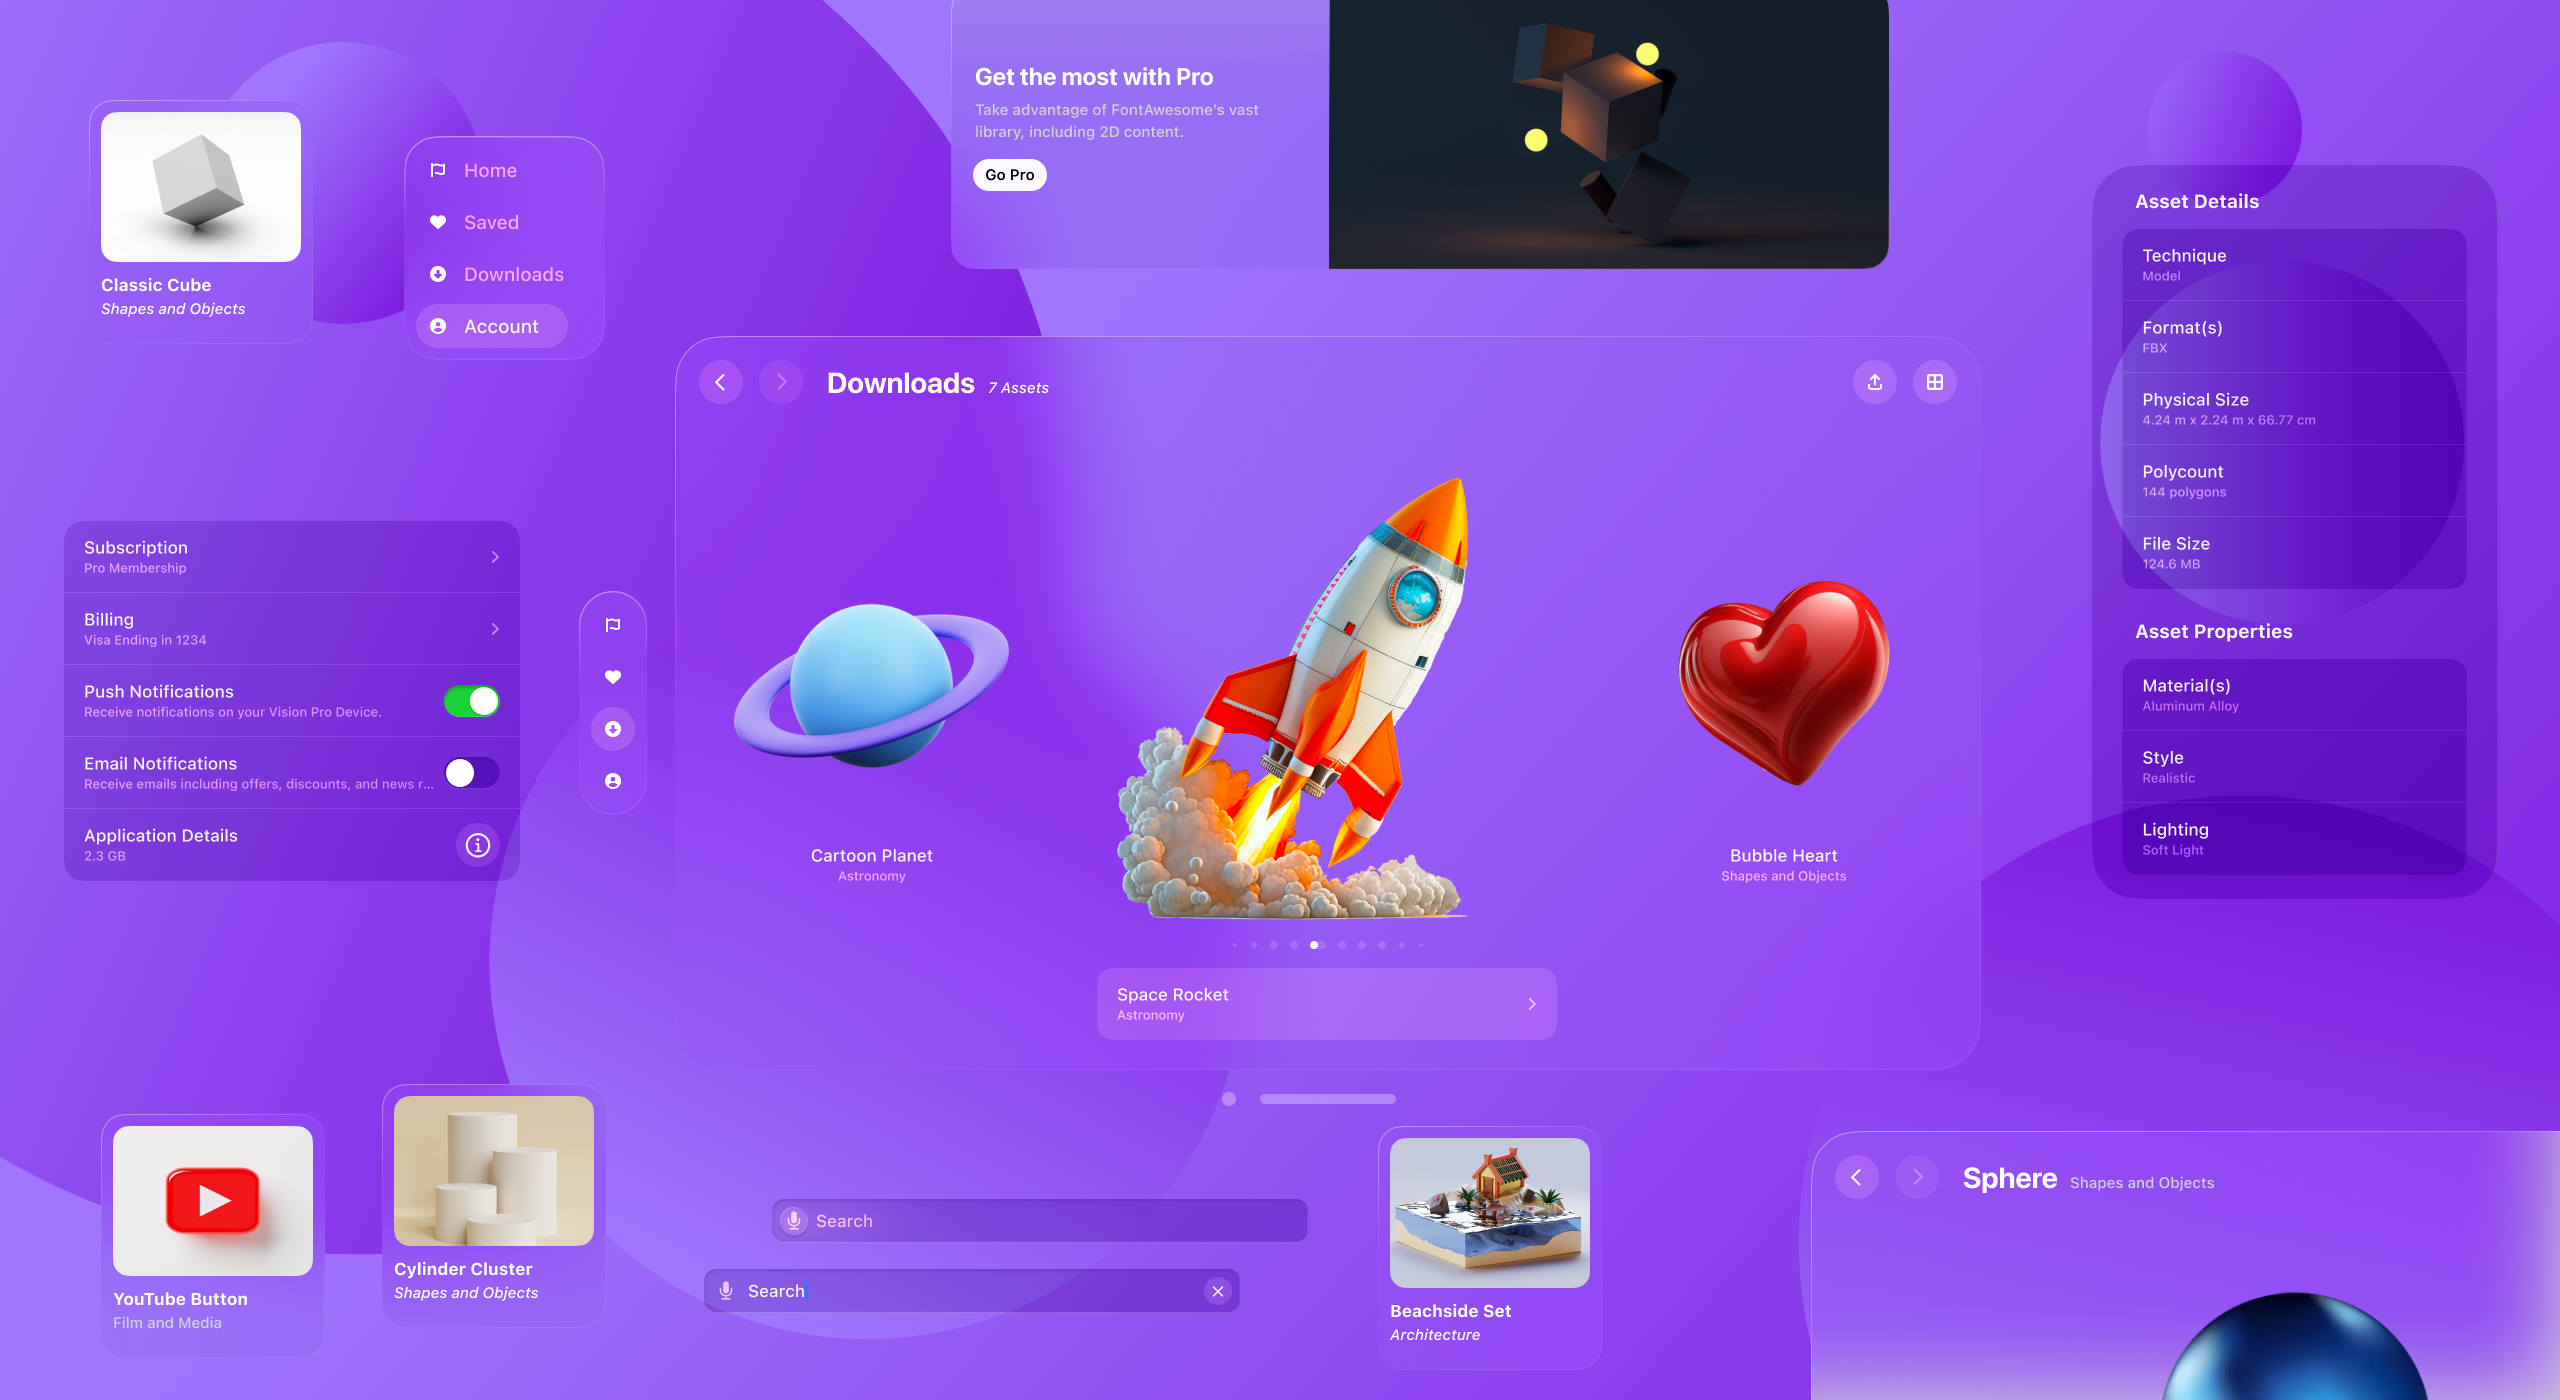 Get the most with Pro
Take advantage of FontAwesome's vast
library, including 2D content.
Go Pro
Classic Cube
Shapes and Objects
Home
Saved
Downloads
Account
Subscription
Pro Membership
Billing
Visa Ending in 1234
Push Notifications
Receive notifications on your Vision Pro Device.
Email Notifications
Receive emails including offers, discounts, and news r...
Application Details
2.3 GB
Downloads 7 Assets
Cartoon Planet
Astronomy
Bubble Heart
Shapes and Objects
Space Rocket
Astronomy
Asset Details
Technique
Model
Format(s)
FBX
Physical Size
4.24 m x 2.24 m x 66.77 cm
Polycount
144 polygons
File Size
124.6 MB
Asset Properties
Material(s)
Aluminum Alloy
Style
Realistic
Lighting
Soft Light
YouTube Button
Film and Media
Cylinder Cluster
Shapes and Objects
Search
Search
Beachside Set
Architecture
Sphere Shapes and Objects